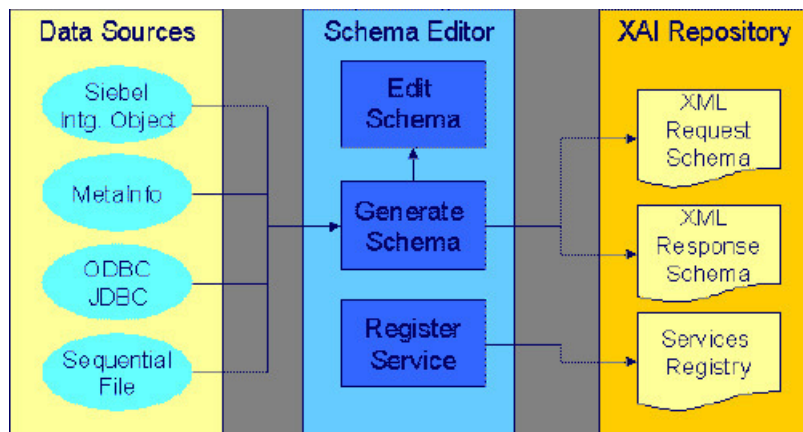 Data Sources
Siebel
Intg. Object
MetaInfo
ODBC
JDBC
Sequential
File
Schema Editor
Edit
Schema
Generate
Schema
Register
Service
XAI Repository
XML
Request
Schema
XML
Response
Schema
Services
Registry